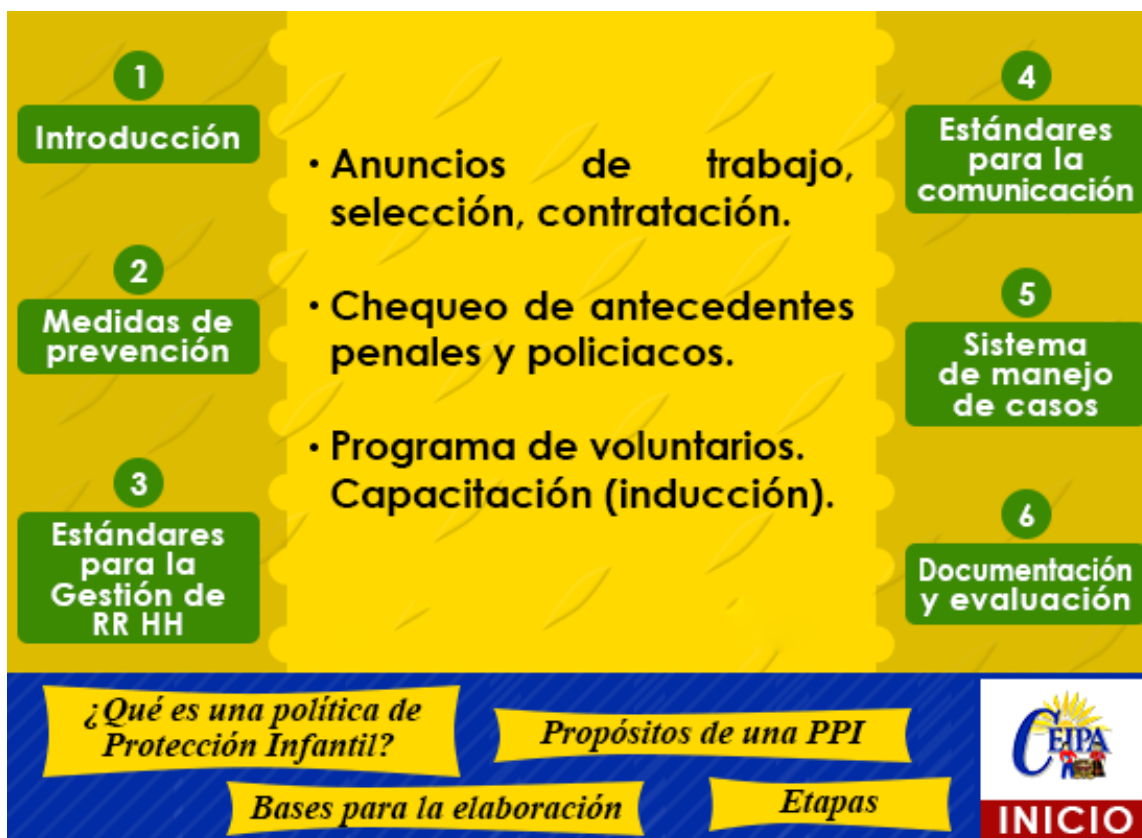 1
Introducción
2
Medidas de
prevención
3
Estándares
para la
Gestión de
RR HH
• Anuncios de trabajo,
selección, contratación.
• Chequeo de antecedentes
penales y policiacos.
• Programa de voluntarios.
Capacitación (inducción).
4
Estándares
para la
comunicación
5
Sistema
de manejo
de casos
6
Documentación
y evaluación
¿Qué es una política de
Protección Infantil?
Propósitos de una PPI
Bases para la elaboración
Etapas
CEIPA
INICIO